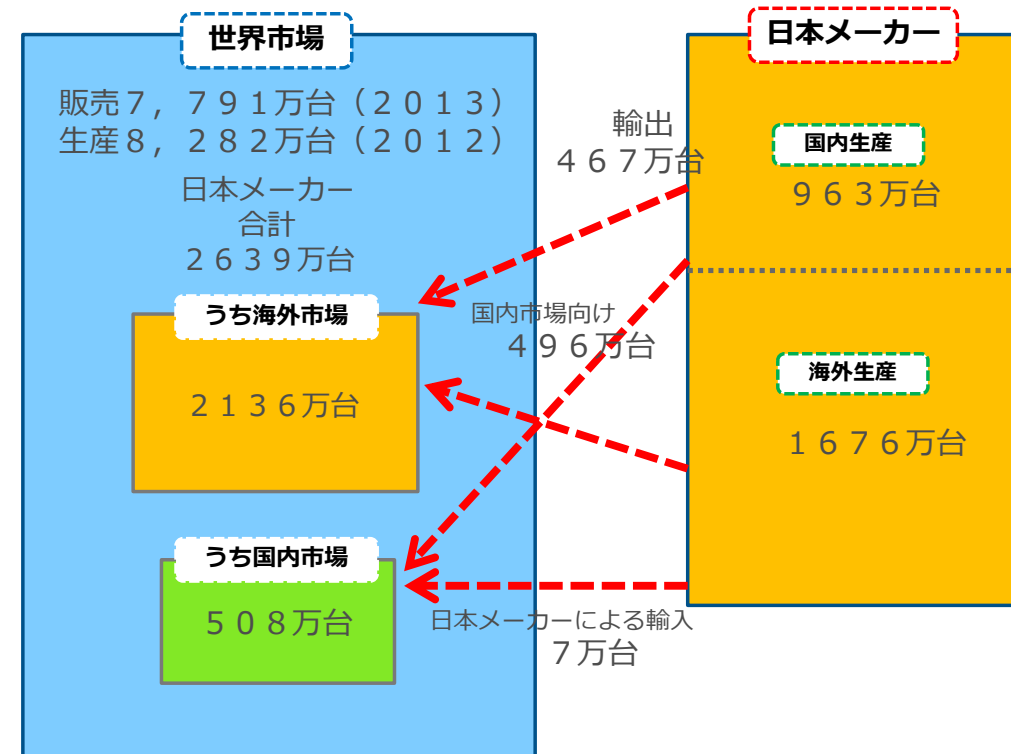 世界市場
販売７，７９１万台（２０１３）
生産８，２８２万台（２０１２）
日本メーカー
合計
２６３９万台
うち海外市場
２１３６万台
うち国内市場
５０８万台
輸出
４６７万台
国内市場向け
４９６万台
日本メーカーによる輸入
７万台
日本メーカー
国内生産
９６３万台
海外生産
１６７６万台